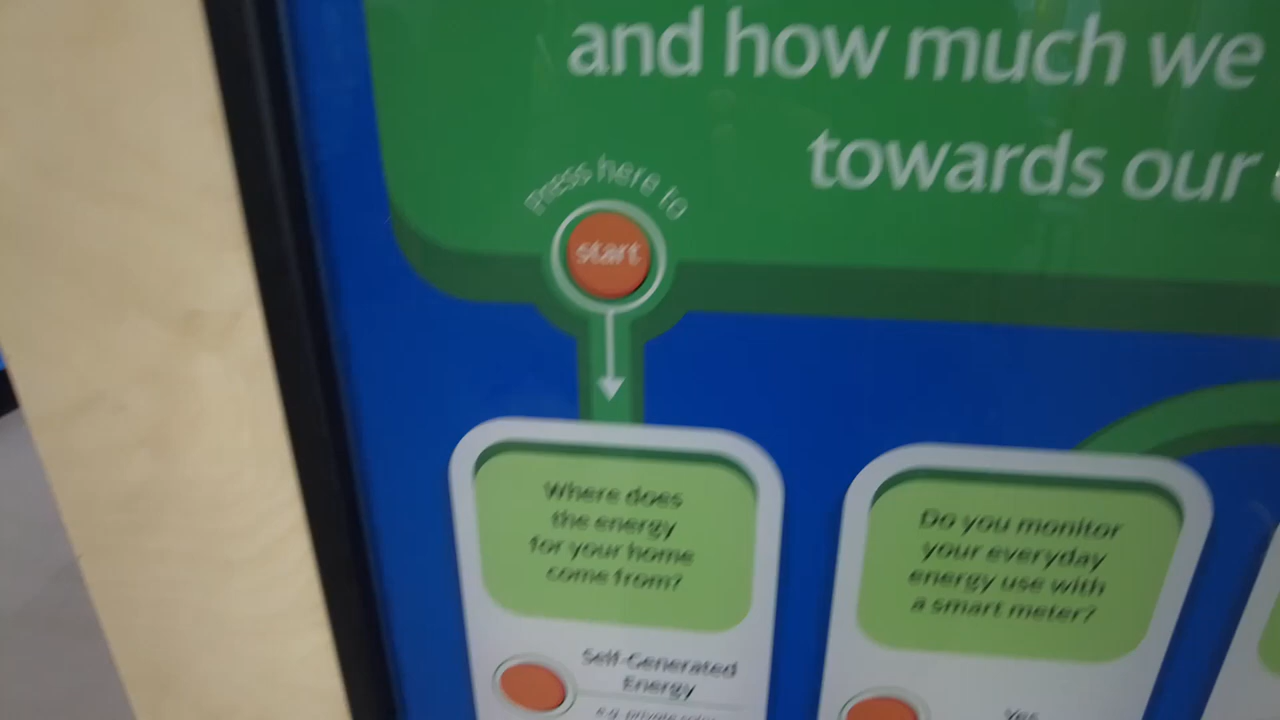 and how much we
towards our
Press here to
start
Where does
the energy
for your home
come from?
Self-Generated
Energy
e.g. private
Do you monitor
your everyday
energy use with
a smart meter?
Yes